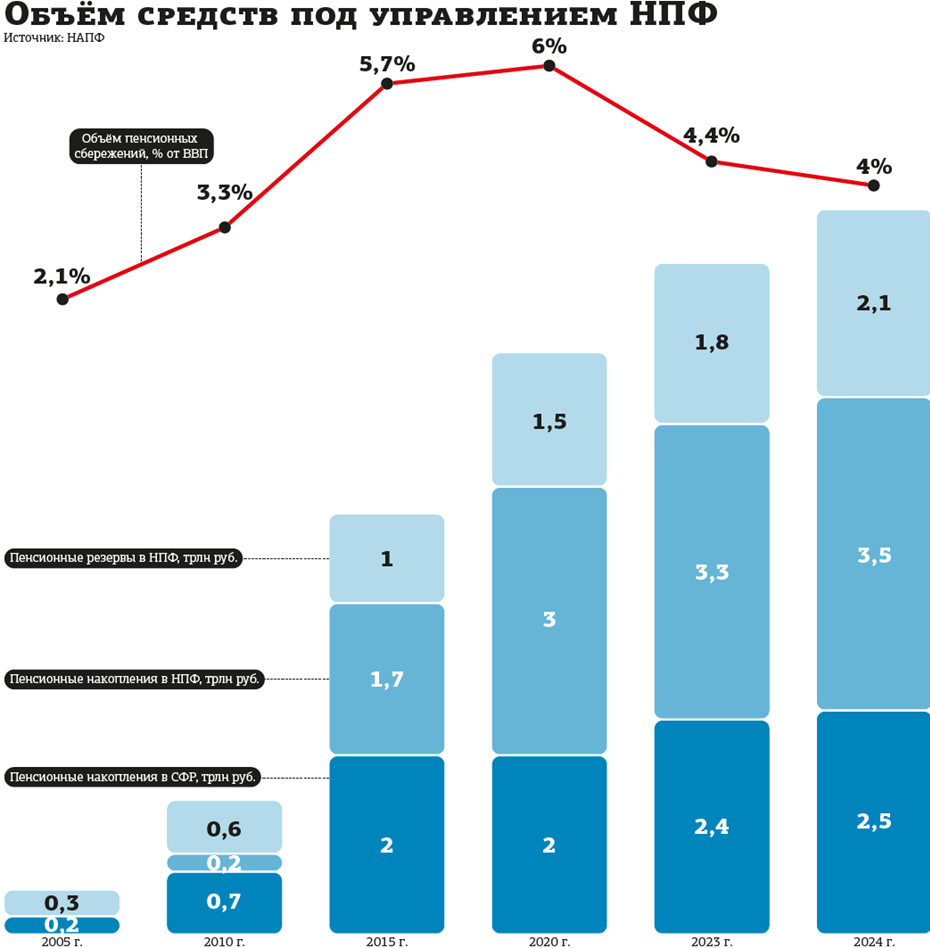 Объём средств под управлением НПФ
Источник: НАПФ
6%
5,7%
4,4%
Объём пенсионных
сбережений, % от ВВП
4%
3,3%
2,1%
2,1
1,8
1,5
Пенсионные резервы в НПФ, трлн руб.
1
3,5
3,3
3
Пенсионные накопления в НПФ, трлн руб.
1,7
Пенсионные накопления в СФР, трлн руб.
2
2
2,4
2,5
0,6
0,2
0,7
0,3
0,2
2005 г.
2010 г.
2015 г.
2020 г.
2023 г.
2024 г.